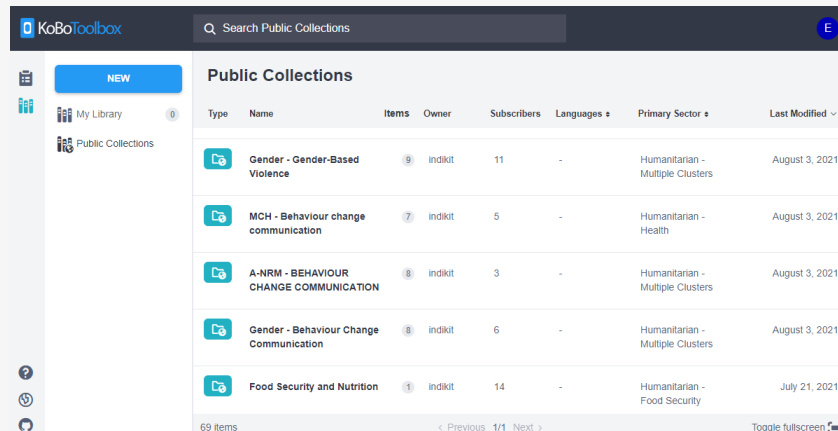 KoBoToolbox
Search Public Collections
E
NEW
My Library 0
Public Collections
Public Collections
Type Name Items Owner Subscribers Languages Primary Sector Last Modified
Gender - Gender-Based 9 indikit 11 - Humanitarian - August 3, 2021
Violence Multiple Clusters
MCH - Behaviour change 7 indikit 5 - Humanitarian - August 3, 2021
communication Health
A-NRM - BEHAVIOUR 8 indikit 3 - Humanitarian - August 3, 2021
CHANGE COMMUNICATION Multiple Clusters
Gender - Behaviour Change 8 indikit 6 - Humanitarian - August 3, 2021
Communication Multiple Clusters
Food Security and Nutrition 1 indikit 14 - Humanitarian - July 21, 2021
Food Security
69 items < Previous 1/1 Next > Toggle fullscreen